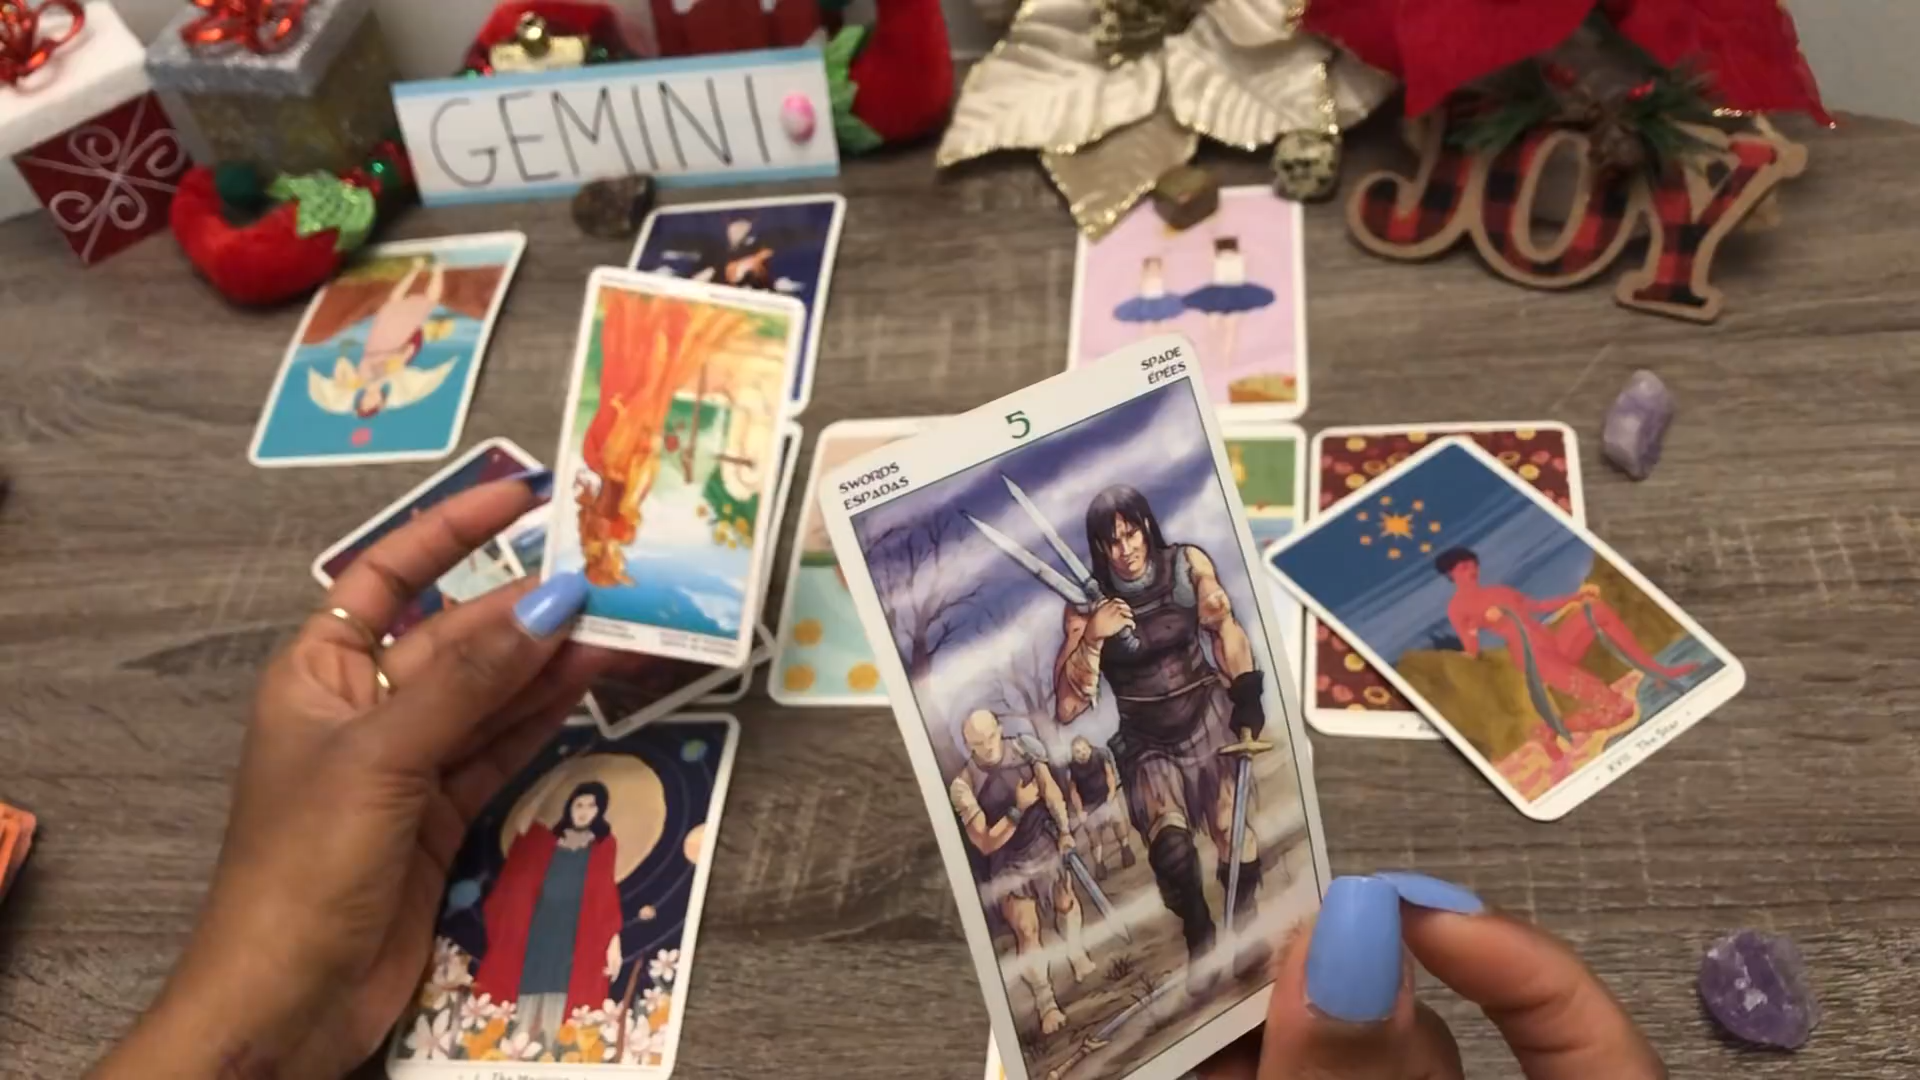 GEMINI
JOY
SPADE
ÉPÉES
5
SWORDS
ESPADAS
XVII The Star